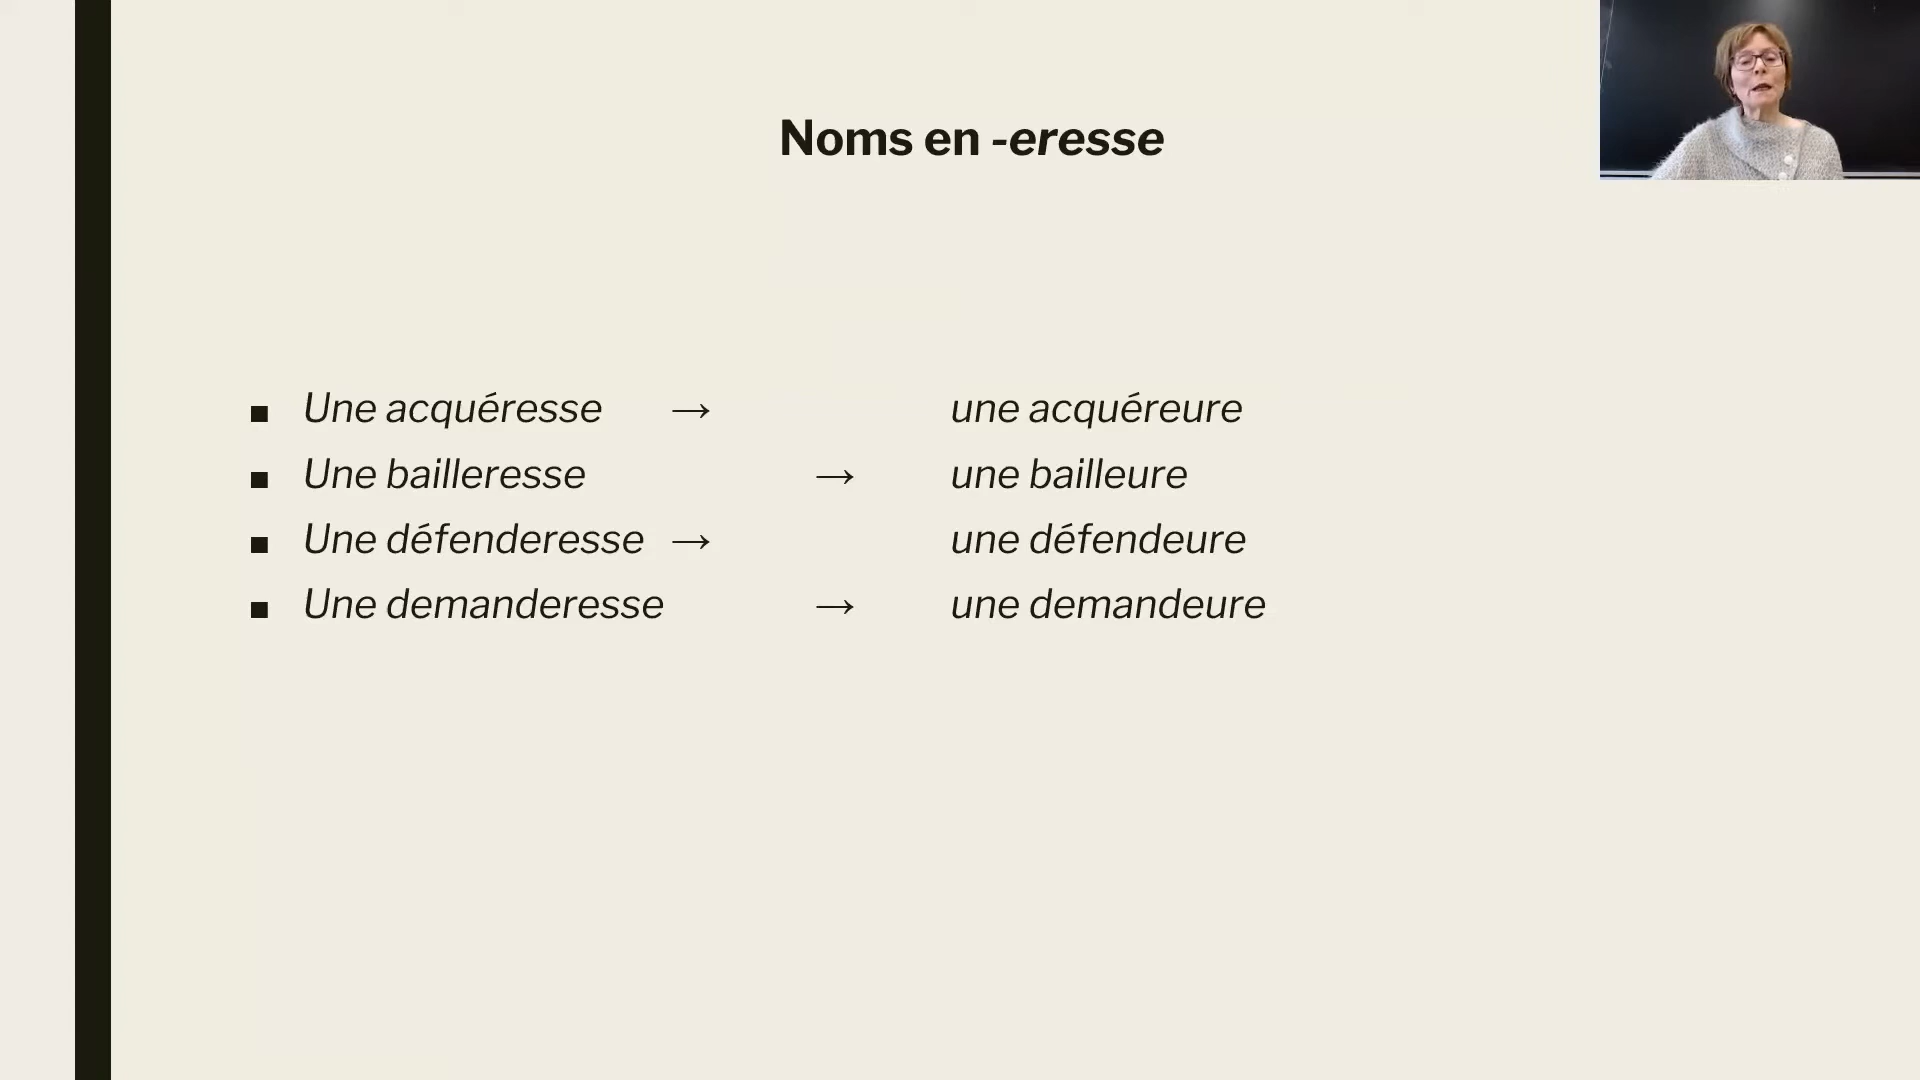 Noms en -eresse
■ Une acquéresse → une acquéreure
■ Une bailleresse → une bailleure
■ Une défenderesse → une défendeure
■ Une demanderesse → une demandeure